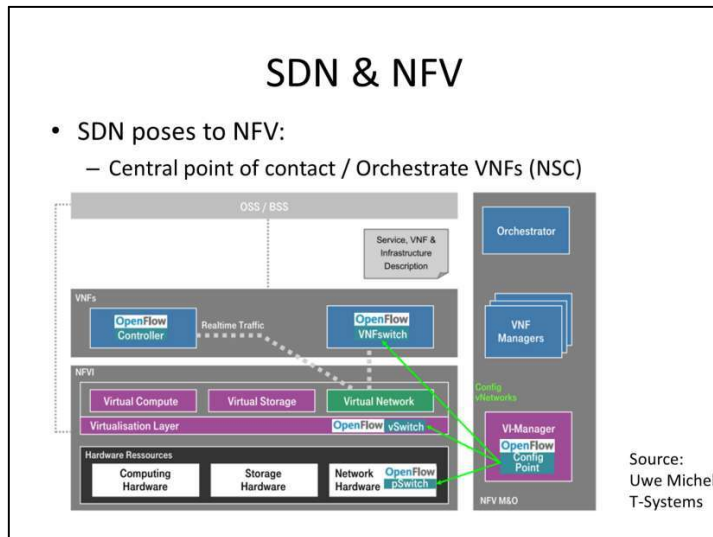 SDN & NFV
• SDN poses to NFV:
– Central point of contact / Orchestrate VNFs (NSC)
OSS / BSS
Service, VNF &
Infrastructure
Description
Orchestrator
VNFs
OpenFlow
Controller
Realtime Traffic
OpenFlow
VNFswitch
VNF
Managers
NFVI
Virtual Compute
Virtual Storage
Virtual Network
Virtualisation Layer
OpenFlow vSwitch
Config
vNetworks
VI-Manager
OpenFlow
Config
Point
Hardware Ressources
Computing
Hardware
Storage
Hardware
Network
Hardware
OpenFlow
pSwitch
NFV M&O
Source:
Uwe Michel
T-Systems